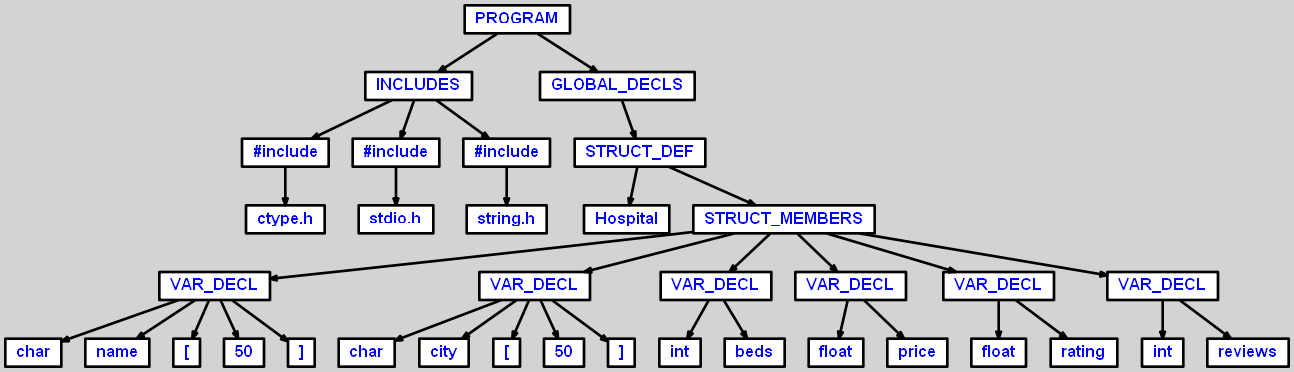 PROGRAM
INCLUDES GLOBAL_DECLS
#include #include #include STRUCT_DEF
ctype.h stdio.h string.h Hospital STRUCT_MEMBERS
VAR_DECL VAR_DECL VAR_DECL VAR_DECL VAR_DECL VAR_DECL
char name [ 50 ] char city [ 50 ] int beds float price float rating int reviews